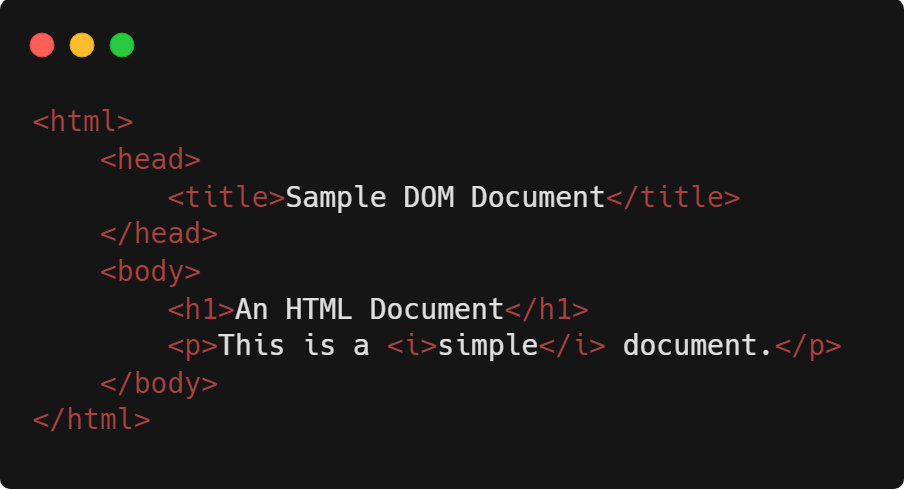 <html>
    <head>
        <title>Sample DOM Document</title>
    </head>
    <body>
        <h1>An HTML Document</h1>
        <p>This is a <i>simple</i> document.</p>
    </body>
</html>